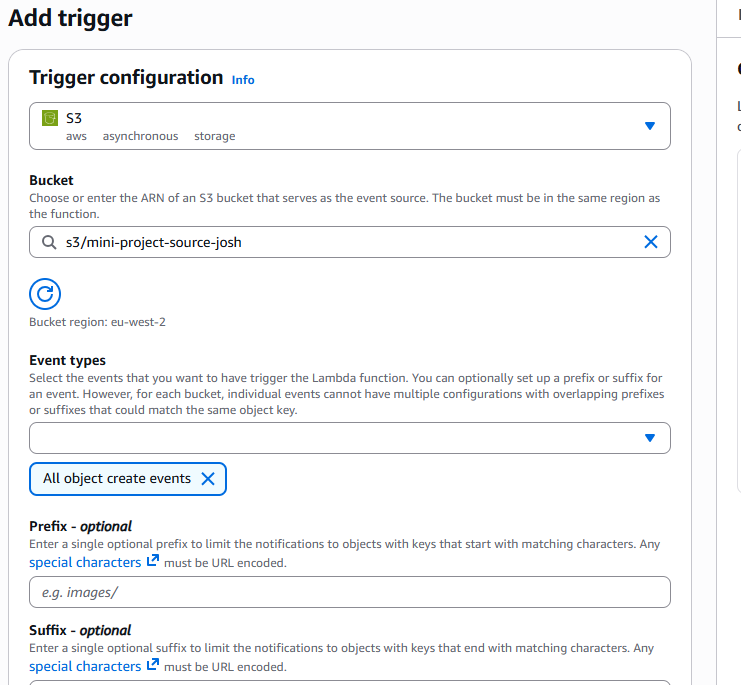 Add trigger
Trigger configuration Info
S3
aws asynchronous storage
Bucket
Choose or enter the ARN of an S3 bucket that serves as the event source. The bucket must be in the same region as
the function.
s3/mini-project-source-josh
Bucket region: eu-west-2
Event types
Select the events that you want to have trigger the Lambda function. You can optionally set up a prefix or suffix for
an event. However, for each bucket, individual events cannot have multiple configurations with overlapping prefixes
or suffixes that could match the same object key.
All object create events
Prefix - optional
Enter a single optional prefix to limit the notifications to objects with keys that start with matching characters. Any
special characters must be URL encoded.
e.g. images/
Suffix - optional
Enter a single optional suffix to limit the notifications to objects with keys that end with matching characters. Any
special characters must be URL encoded.